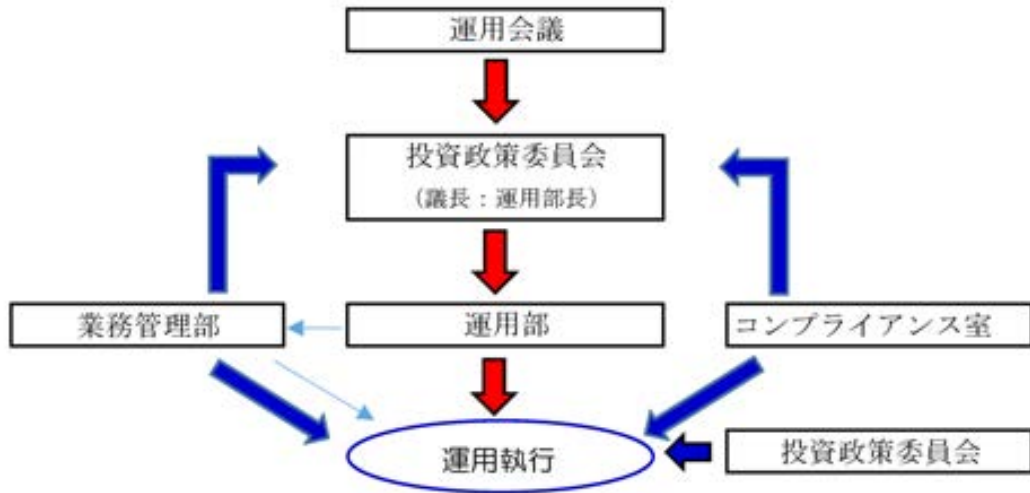 運用会議
投資政策委員会
(議長:運用部長)
業務管理部
運用部
コンプライアンス室
運用執行
投資政策委員会